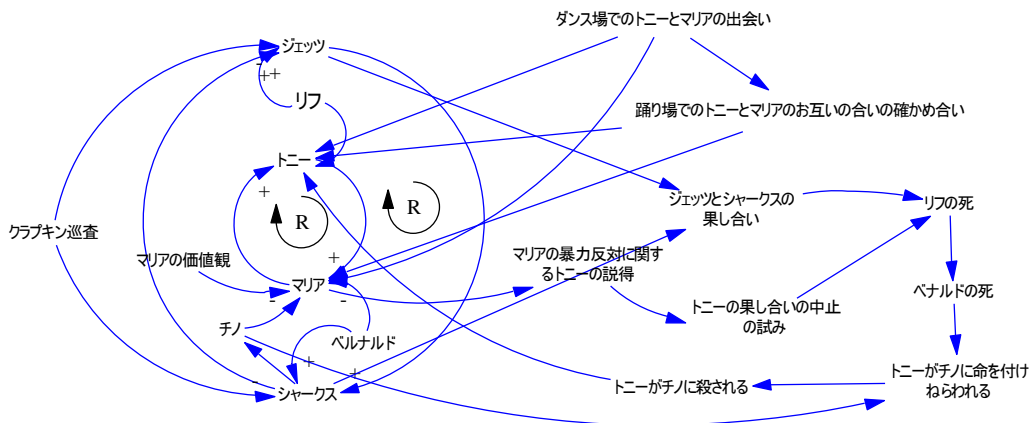 ダンス場でのトニーとマリアの出会い
ジェッツ
-
++
リフ
踊り場でのトニーとマリアのお互いの合いの確かめ合い
トニー
+
R
R
ジェッツとシャークスの
果し合い
リフの死
クラプキン巡査
マリアの価値観
+
マリアの暴力反対に関す
るトニーの説得
マリア
-
-
ベナルドの死
トニーの果し合いの中止
の試み
チノ
ベルナルド
+
+
-
シャークス
トニーがチノに殺される
トニーがチノに命を付け
ねらわれる